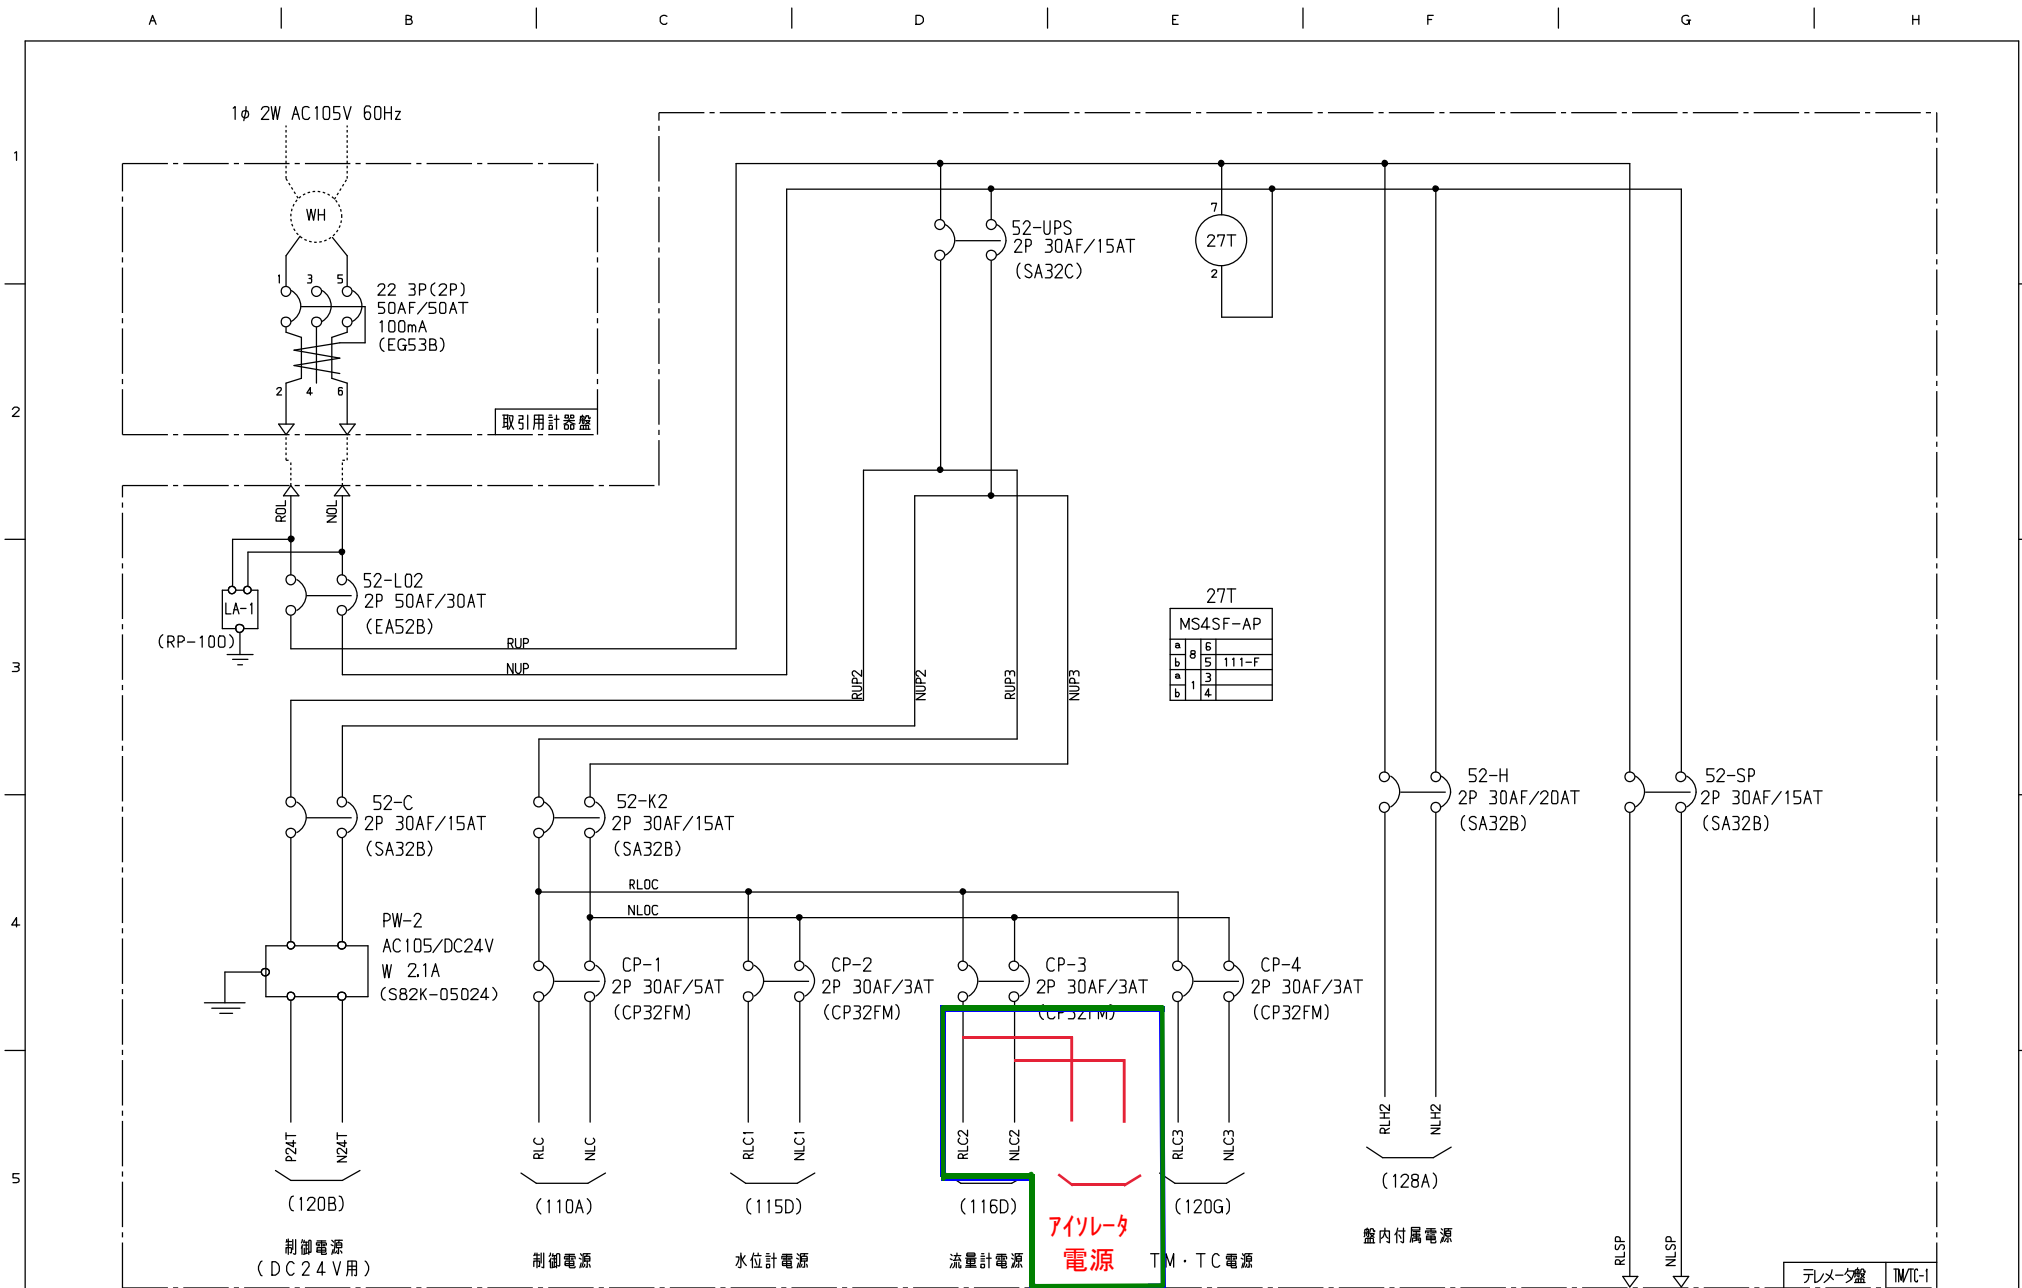 A B C D E F G H
1
2
3
4
5
1φ 2W AC105V 60Hz
WH
1 3 5
22 3P(2P)
50AF/50AT
100mA
(EG53B)
2 4 6
取引用計器盤
R0L
N0L
LA-1
(RP-100)
52-L02
2P 50AF/30AT
(EA52B)
RUP
NUP
52-UPS
2P 30AF/15AT
(SA32C)
7
27T
2
RUP2
NUP2
RUP3
NUP3
27T
MS4SF-AP
a 8 6
b 5 111-F
a 1 3
b 4
52-C
2P 30AF/15AT
(SA32B)
52-K2
2P 30AF/15AT
(SA32B)
52-H
2P 30AF/20AT
(SA32B)
52-SP
2P 30AF/15AT
(SA32B)
RLOC
NLOC
PW-2
AC105/DC24V
W 2.1A
(S82K-05024)
CP-1
2P 30AF/5AT
(CP32FM)
CP-2
2P 30AF/3AT
(CP32FM)
CP-3
2P 30AF/3AT
(CP32FM)
CP-4
2P 30AF/3AT
(CP32FM)
P24T
N24T
RLC
NLC
RLC1
NLC1
RLC2
NLC2
RLC3
NLC3
RLH2
NLH2
RLSP
NLSP
(120B)
制御電源
(DC24V用)
(110A)
制御電源
(115D)
水位計電源
(116D)
流量計電源
アイソレータ
電源
(120G)
TM・TC電源
(128A)
盤内付属電源
テレメータ盤 TM/TC-1